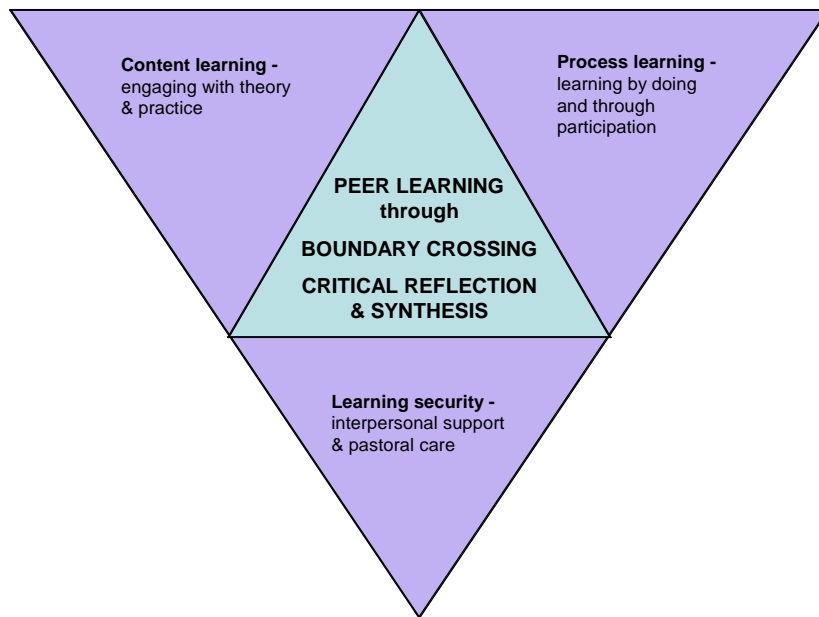 Content learning -
engaging with theory
& practice
Process learning -
learning by doing
and through
participation
PEER LEARNING
through
BOUNDARY CROSSING
CRITICAL REFLECTION
& SYNTHESIS
Learning security -
interpersonal support
& pastoral care